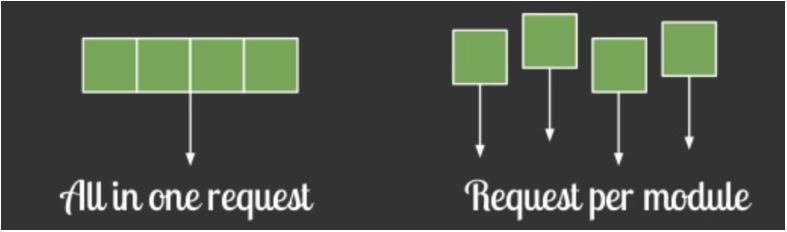 All in one request
Request per module